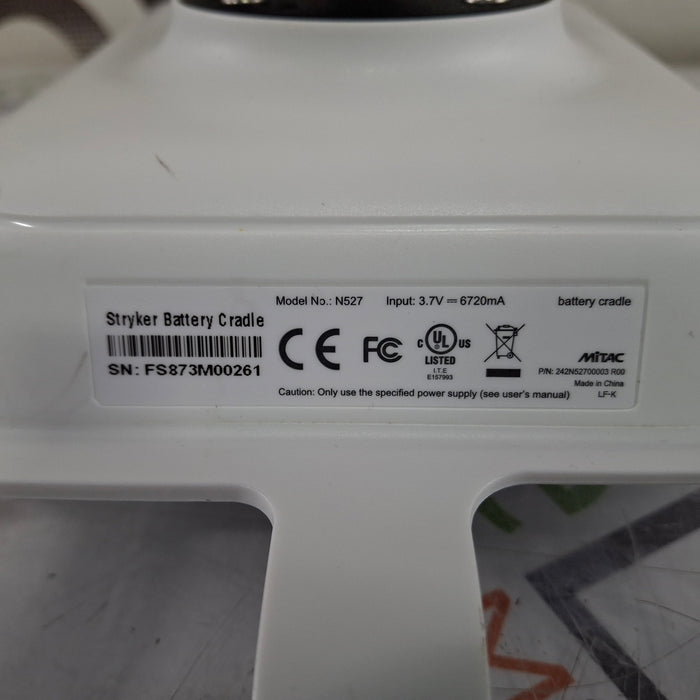 Stryker Battery Cradle
SN: FS873M00261
Model No.: N527 Input: 3.7V⎓6720mA battery cradle
CE FC c UL US
LISTED
I.T.E
E157993
MiTAC
P/N: 242N52700003 R00
Made in China
LF-K
Caution: Only use the specified power supply (see user's manual)